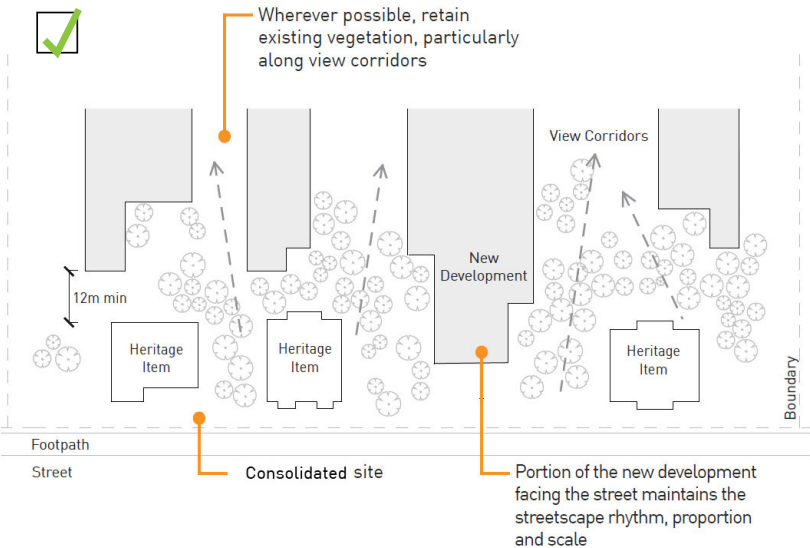 Wherever possible, retain
existing vegetation, particularly
along view corridors
View Corridors
New
Development
12m min
Heritage
Item
Heritage
Item
Heritage
Item
Boundary
Footpath
Street
Consolidated site
Portion of the new development
facing the street maintains the
streetscape rhythm, proportion
and scale